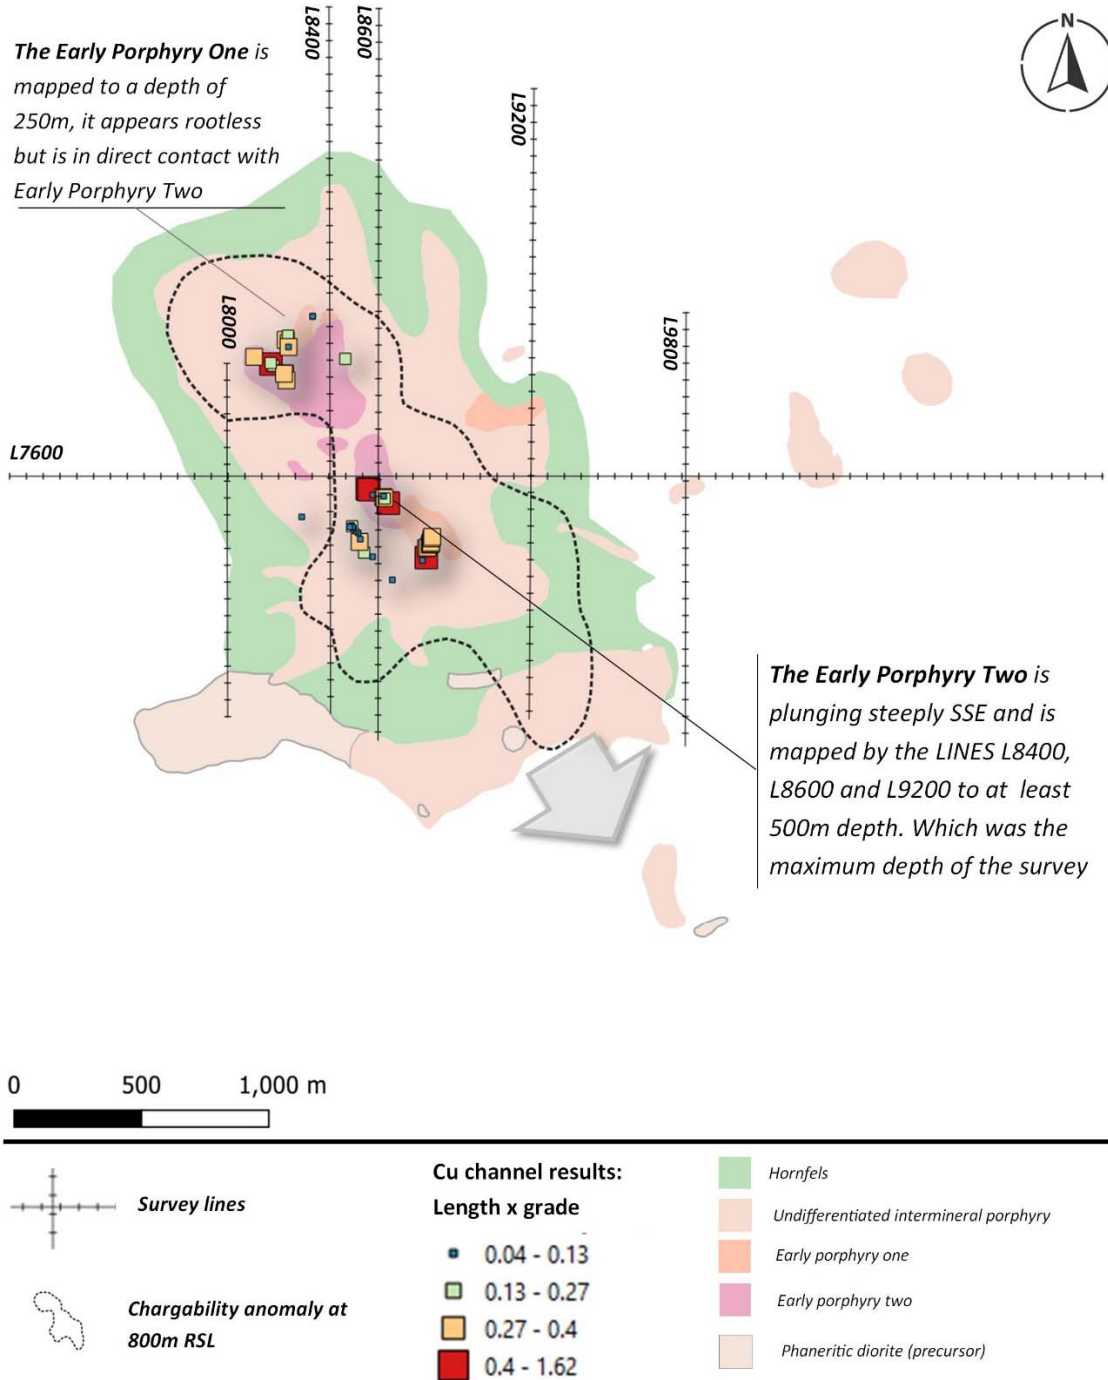 N
L8400
L8600
The Early Porphyry One is
mapped to a depth of
250m, it appears rootless
but is in direct contact with
Early Porphyry Two
L9200
L8000
L9800
L7600
The Early Porphyry Two is
plunging steeply SSE and is
mapped by the LINES L8400,
L8600 and L9200 to at least
500m depth. Which was the
maximum depth of the survey
0 500 1,000 m
Survey lines
Chargability anomaly at
800m RSL
Cu channel results:
Length x grade
0.04 - 0.13
0.13 - 0.27
0.27 - 0.4
0.4 - 1.62
Hornfels
Undifferentiated intermineral porphyry
Early porphyry one
Early porphyry two
Phaneritic diorite (precursor)